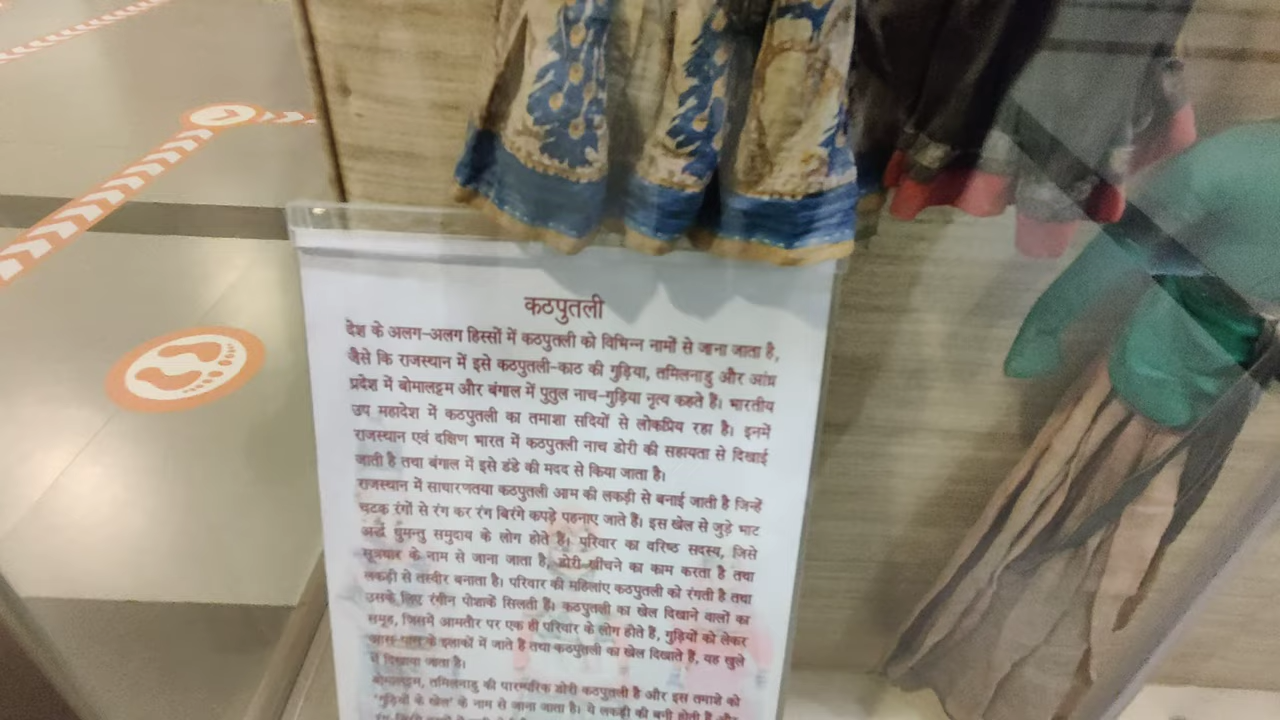 कठपुतली
देश के अलग-अलग हिस्सों में कठपुतली को विभिन्न नामों से जाना जाता है,
जैसे कि राजस्थान में इसे कठपुतली-काठ की गुड़िया, तमिलनाडु और आंध्र
प्रदेश में बोमालट्टम और बंगाल में पुतुल नाच-गुड़िया नृत्य कहते हैं। भारतीय
उप महादेश में कठपुतली का तमाशा सदियों से लोकप्रिय रहा है। इनमें
राजस्थान एवं दक्षिण भारत में कठपुतली नाच डोरी की सहायता से दिखाई
जाती है तथा बंगाल में इसे डंडे की मदद से किया जाता है।
राजस्थान में साधारणतया कठपुतली आम की लकड़ी से बनाई जाती है जिन्हें
चटक रंगों से रंग कर रंग बिरंगे कपड़े पहनाए जाते हैं। इस खेल से जुड़े भाट
अर्द्ध घुमन्तु समुदाय के लोग होते हैं। परिवार का वरिष्ठ सदस्य, जिसे
सूत्रधार के नाम से जाना जाता है, डोरी खींचने का काम करता है तथा
लकड़ी से तस्वीर बनाता है। परिवार की महिलांए कठपुतली को रंगती है तथा
उसके लिए रंगीन पोशाकें सिलती हैं। कठपुतली का खेल दिखाने वालों का
समूह, जिसमें आमतौर पर एक ही परिवार के लोग होते हैं, गुड़ियों को लेकर
आस-पास के इलाकों में जाते हैं तथा कठपुतली का खेल दिखाते हैं, यह खुले
में दिखाया जाता है।
बोमालट्टम, तमिलनाडु की पारम्परिक डोरी कठपुतली है और इस तमाशे को
'गुड़ियों के खेल' के नाम से जाना जाता है। ये लकड़ी की बनी होती हैं और